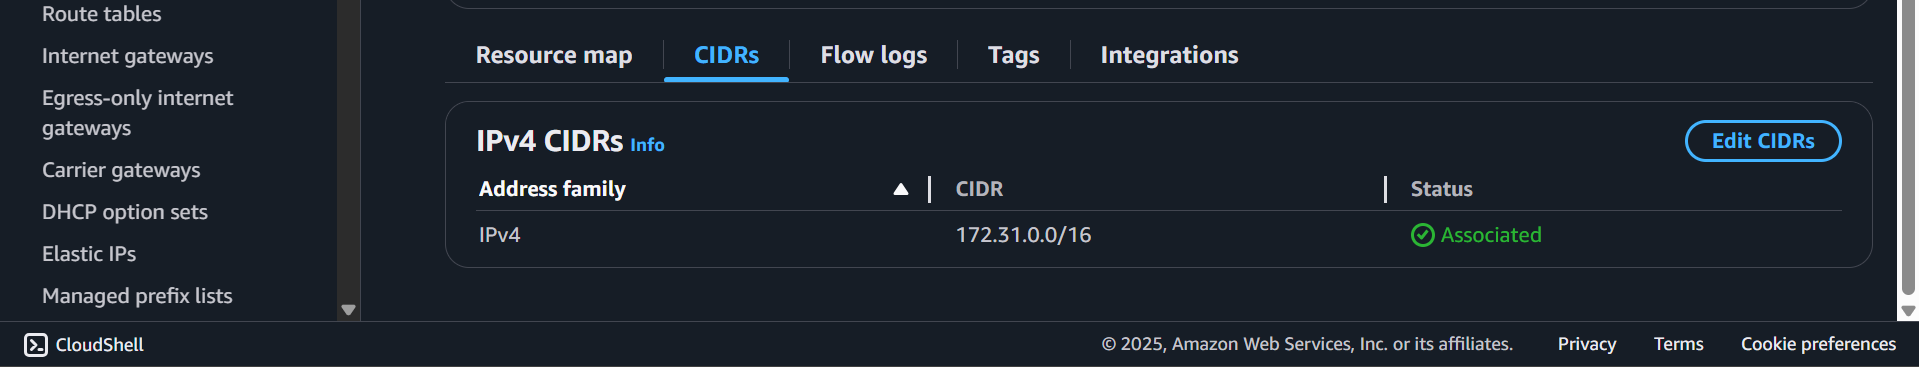 Route tables
Internet gateways
Egress-only internet
gateways
Carrier gateways
DHCP option sets
Elastic IPs
Managed prefix lists
Resource map
CIDRs
Flow logs
Tags
Integrations
IPv4 CIDRs Info
Edit CIDRs
Address family CIDR Status
IPv4 172.31.0.0/16 Associated
CloudShell
© 2025, Amazon Web Services, Inc. or its affiliates. Privacy Terms Cookie preferences